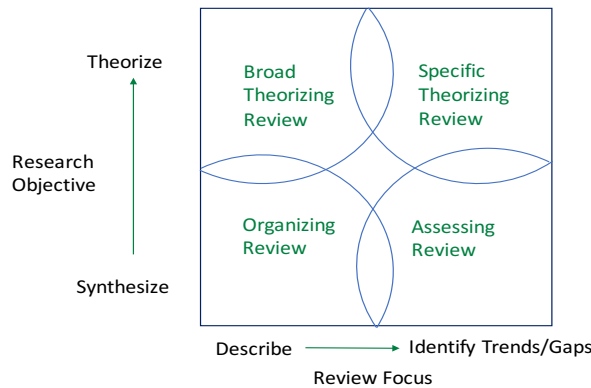 Theorize
Broad
Theorizing
Review
Specific
Theorizing
Review
Research
Objective
Organizing
Review
Assessing
Review
Synthesize
Describe
Identify Trends/Gaps
Review Focus